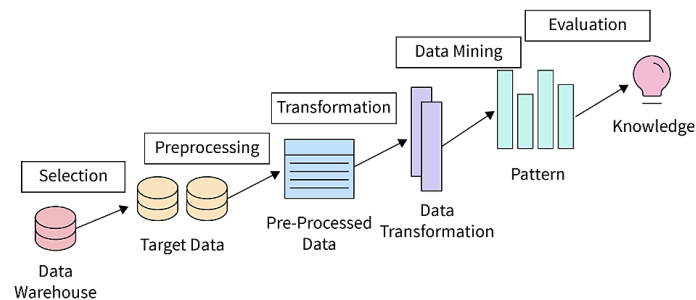 Evaluation
Data Mining
Transformation
Preprocessing
Selection
Knowledge
Pattern
Data
Transformation
Pre-Processed
Data
Target Data
Data
Warehouse